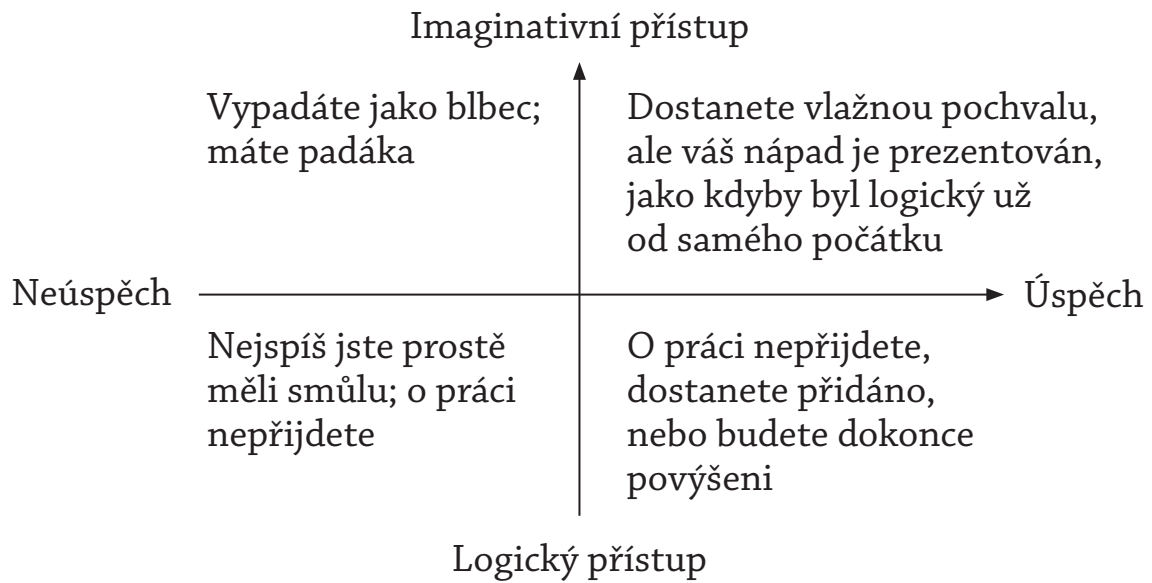 Imaginativní přístup
Vypadáte jako blbec;
máte padáka
Dostanete vlažnou pochvalu,
ale váš nápad je prezentován,
jako kdyby byl logický už
od samého počátku
Neúspěch
Úspěch
Nejspíš jste prostě
měli smůlu; o práci
nepřijdete
O práci nepřijdete,
dostanete přidáno,
nebo budete dokonce
povýšeni
Logický přístup